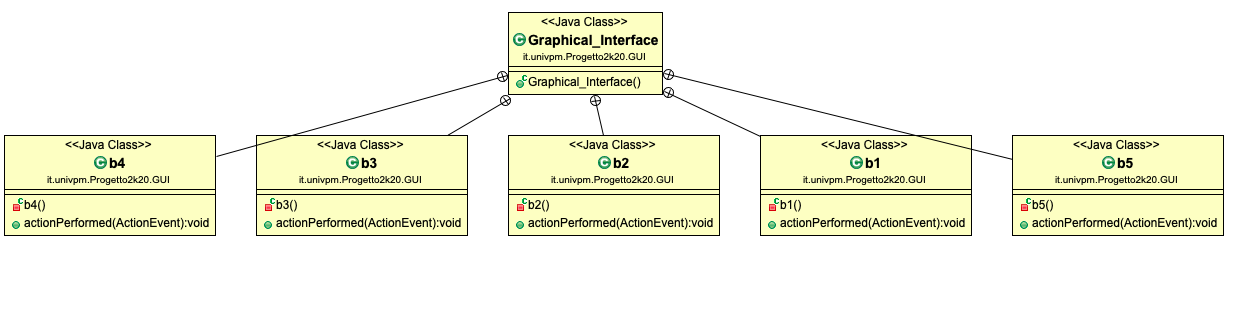 <<Java Class>>
C Graphical_Interface
it.univpm.Progetto2k20.GUI
C Graphical_Interface()
<<Java Class>>
C b4
it.univpm.Progetto2k20.GUI
C b4()
actionPerformed(ActionEvent):void
<<Java Class>>
C b3
it.univpm.Progetto2k20.GUI
C b3()
actionPerformed(ActionEvent):void
<<Java Class>>
C b2
it.univpm.Progetto2k20.GUI
C b2()
actionPerformed(ActionEvent):void
<<Java Class>>
C b1
it.univpm.Progetto2k20.GUI
C b1()
actionPerformed(ActionEvent):void
<<Java Class>>
C b5
it.univpm.Progetto2k20.GUI
C b5()
actionPerformed(ActionEvent):void